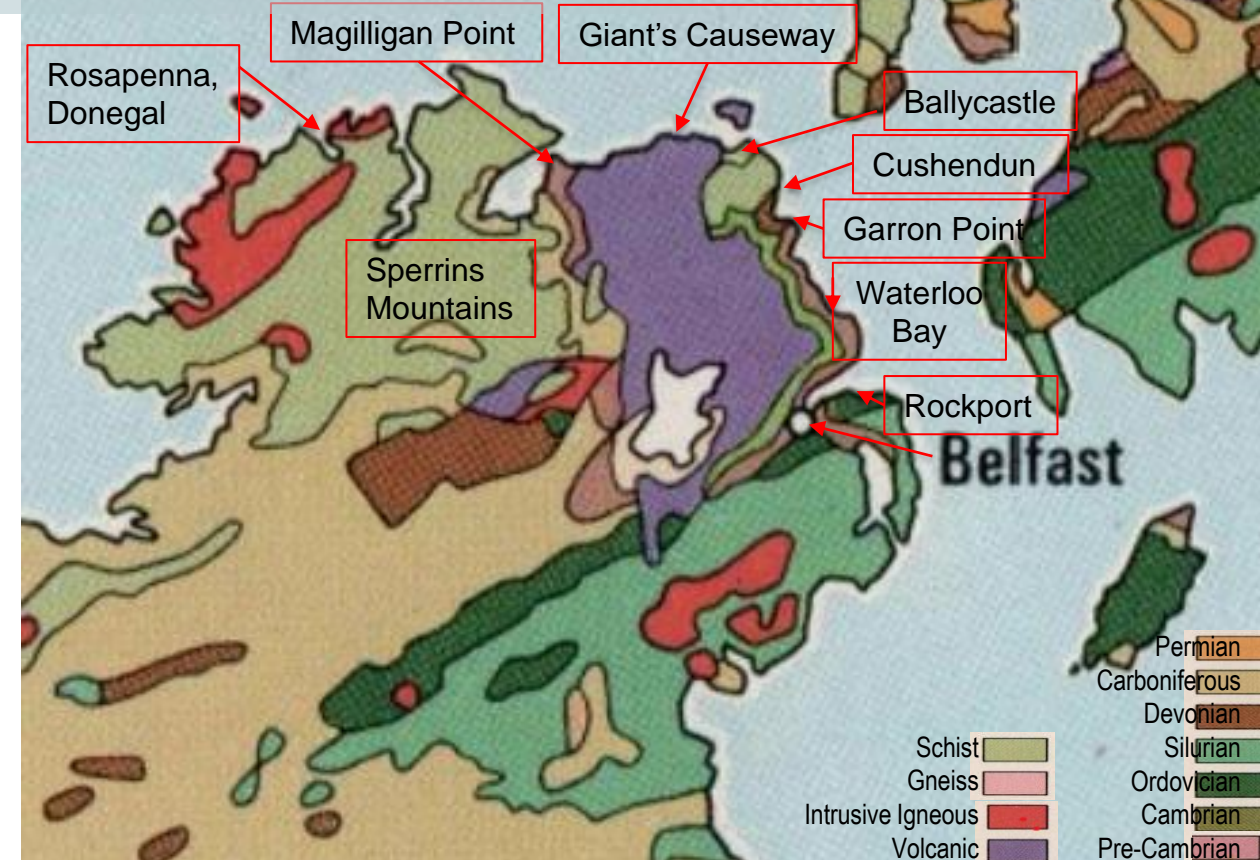 Magilligan Point
Giant's Causeway
Rosapenna,
Donegal
Ballycastle
Cushendun
Garron Point
Sperrins
Mountains
Waterloo
Bay
Rockport
Belfast
Permian
Carboniferous
Devonian
Schist
Silurian
Gneiss
Ordovician
Intrusive Igneous
Cambrian
Volcanic
Pre-Cambrian